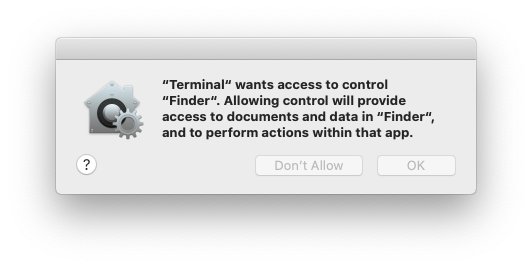 “Terminal“ wants access to control
“Finder“. Allowing control will provide
access to documents and data in “Finder“,
and to perform actions within that app.
?
Don’t Allow
OK